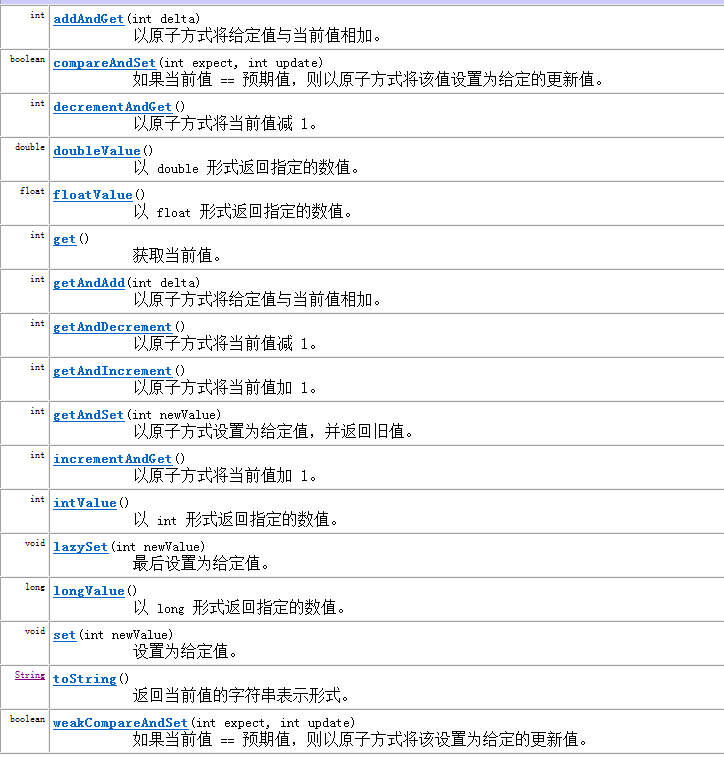 int addAndGet(int delta)
以原子方式将给定值与当前值相加。
boolean compareAndSet(int expect, int update)
如果当前值 == 预期值，则以原子方式将该值设置为给定的更新值。
int decrementAndGet()
以原子方式将当前值减 1。
double doubleValue()
以 double 形式返回指定的数值。
float floatValue()
以 float 形式返回指定的数值。
int get()
获取当前值。
int getAndAdd(int delta)
以原子方式将给定值与当前值相加。
int getAndDecrement()
以原子方式将当前值减 1。
int getAndIncrement()
以原子方式将当前值加 1。
int getAndSet(int newValue)
以原子方式设置为给定值，并返回旧值。
int incrementAndGet()
以原子方式将当前值加 1。
int intValue()
以 int 形式返回指定的数值。
void lazySet(int newValue)
最后设置为给定值。
long longValue()
以 long 形式返回指定的数值。
void set(int newValue)
设置为给定值。
String toString()
返回当前值的字符串表示形式。
boolean weakCompareAndSet(int expect, int update)
如果当前值 == 预期值，则以原子方式将该设置为给定的更新值。